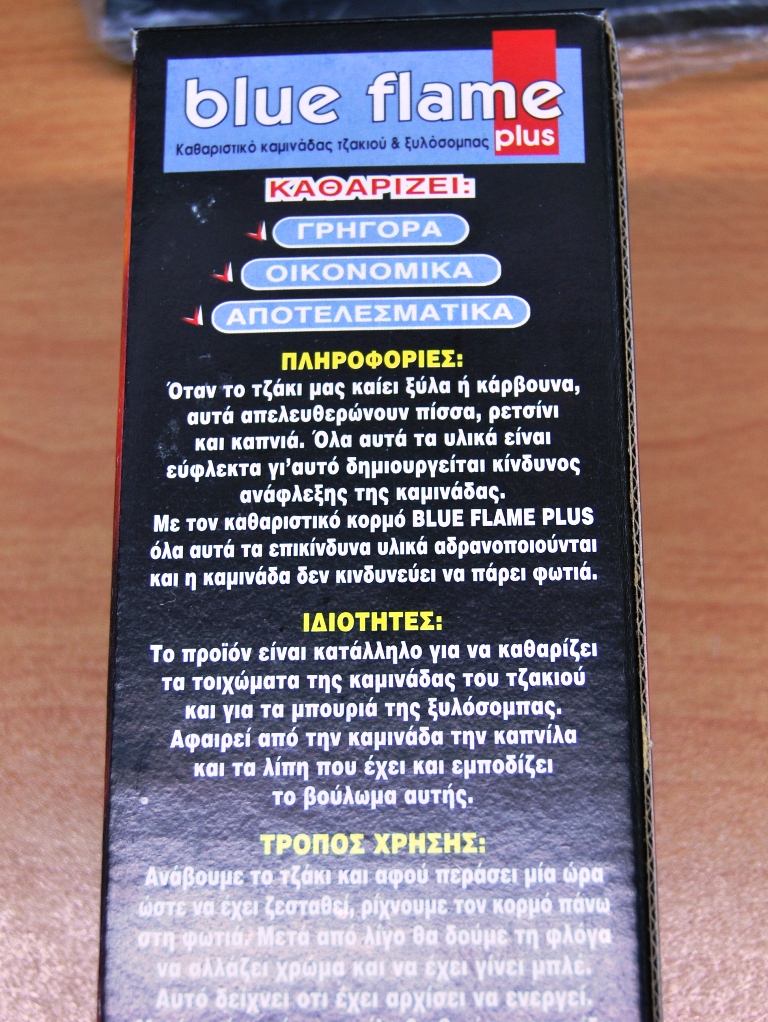 blue flame
plus
Καθαριστικό καμινάδας τζακιού & ξυλόσομπας
ΚΑΘΑΡΙΖΕΙ:
ΓΡΗΓΟΡΑ
ΟΙΚΟΝΟΜΙΚΑ
ΑΠΟΤΕΛΕΣΜΑΤΙΚΑ
ΠΛΗΡΟΦΟΡΙΕΣ:
Όταν το τζάκι μας καίει ξύλα ή κάρβουνα,
αυτά απελευθερώνουν πίσσα, ρετσίνι
και καπνιά. Όλα αυτά τα υλικά είναι
εύφλεκτα γι'αυτό δημιουργείται κίνδυνος
ανάφλεξης της καμινάδας.
Με τον καθαριστικό κορμό BLUE FLAME PLUS
όλα αυτά τα επικίνδυνα υλικά αδρανοποιούνται
και η καμινάδα δεν κινδυνεύει να πάρει φωτιά.
ΙΔΙΟΤΗΤΕΣ:
Το προϊόν είναι κατάλληλο για να καθαρίζει
τα τοιχώματα της καμινάδας του τζακιού
και για τα μπουριά της ξυλόσομπας.
Αφαιρεί από την καμινάδα την καπνίλα
και τα λίπη που έχει και εμποδίζει
το βούλωμα αυτής.
ΤΡΟΠΟΣ ΧΡΗΣΗΣ:
Ανάβουμε το τζάκι και αφού περάσει μία ώρα
ώστε να έχει ζεσταθεί, ρίχνουμε τον κορμό πάνω
στη φωτιά. Μετά από λίγο θα δούμε τη φλόγα
να αλλάζει χρώμα και να έχει γίνει μπλε.
Αυτό δείχνει οτι έχει αρχίσει να ενεργεί.